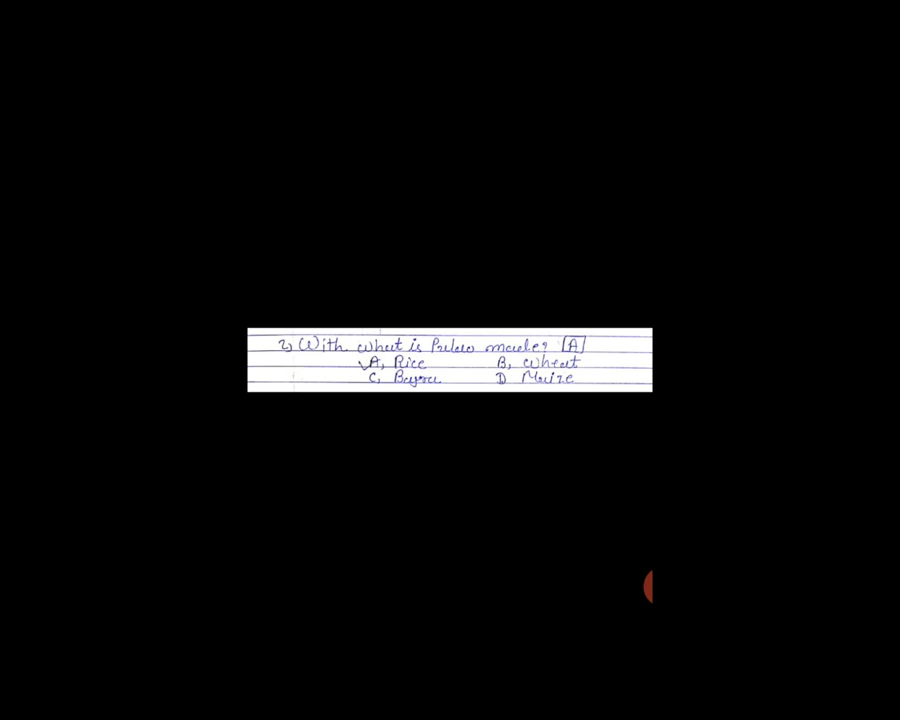 2, With what is Pulao made? [A]
A, Rice B, Wheat
C, Bajra D Maize